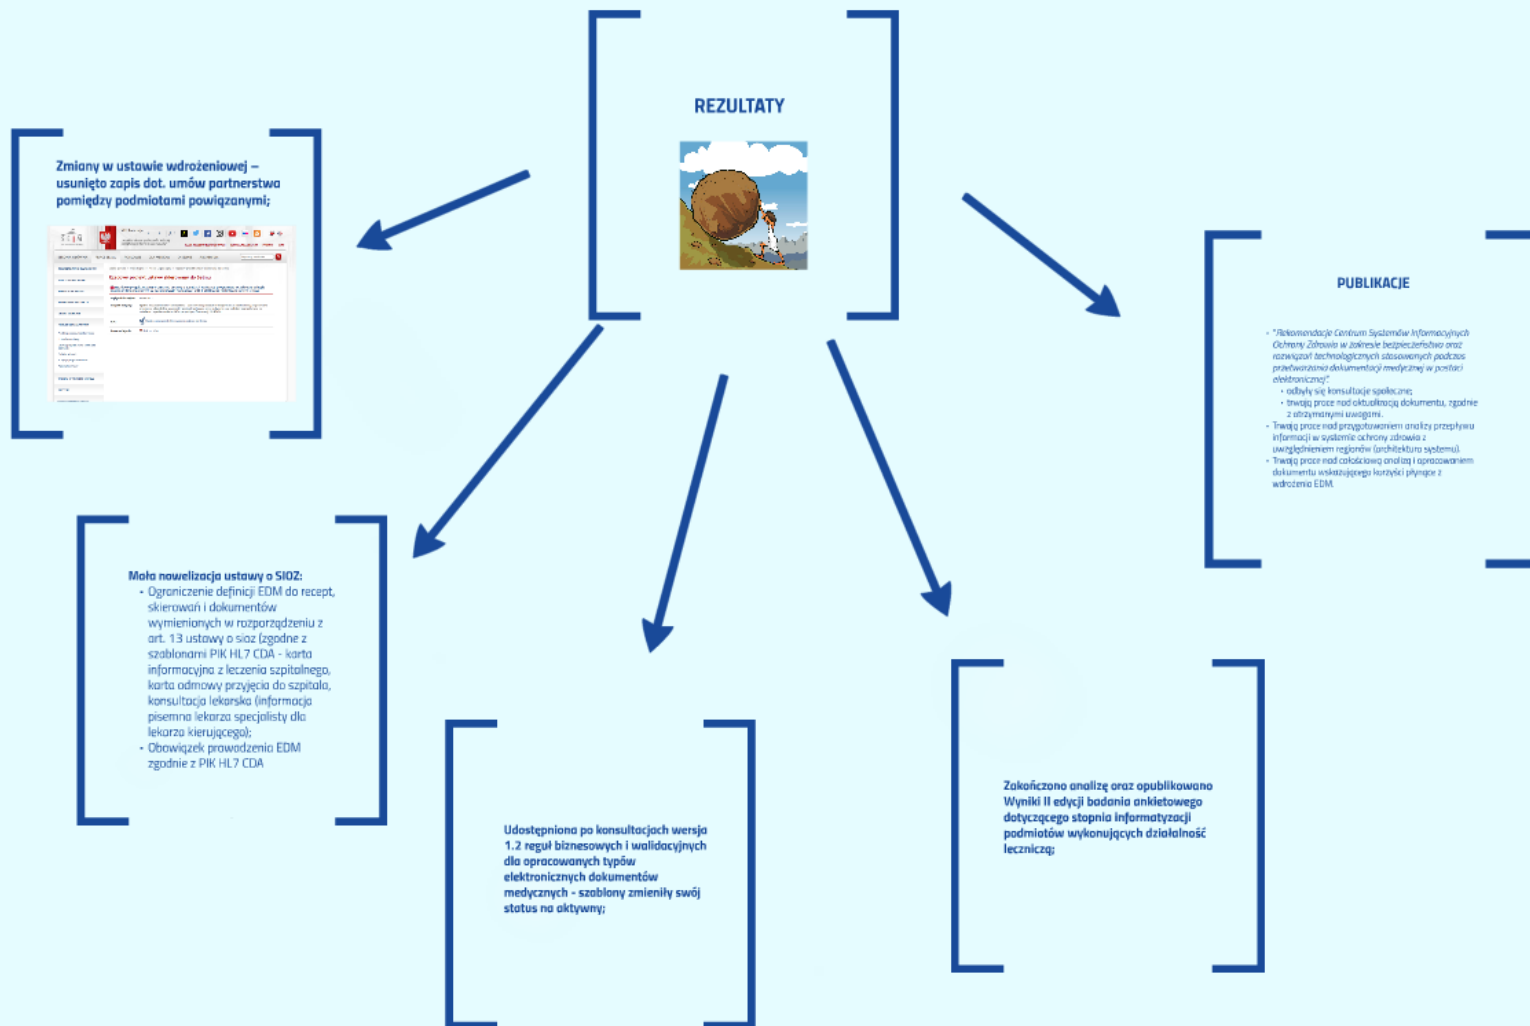 REZULTATY
Zmiany w ustawie wdrożeniowej –
usunięto zapis dot. umów partnerstwa
pomiędzy podmiotami powiązanymi;
Mała nowelizacja ustawy o SIOZ:
• Ograniczenie definicji EDM do recept,
skierowań i dokumentów
wymienionych w rozporządzeniu z
art. 13 ustawy o sioz (zgodne z
szablonami PIK HL7 CDA - karta
informacyjna z leczenia szpitalnego,
karta odmowy przyjęcia do szpitala,
konsultacja lekarska (informacja
pisemna lekarza specjalisty dla
lekarza kierującego);
• Obowiązek prowadzenia EDM
zgodnie z PIK HL7 CDA
Udostępniona po konsultacjach wersja
1.2 reguł biznesowych i walidacyjnych
dla opracowanych typów
elektronicznych dokumentów
medycznych - szablony zmieniły swój
status na aktywny;
Zakończono analizę oraz opublikowano
Wyniki II edycji badania ankietowego
dotyczącego stopnia informatyzacji
podmiotów wykonujących działalność
leczniczą;
PUBLIKACJE
• "Rekomendacje Centrum Systemów Informacyjnych
Ochrony Zdrowia w zakresie bezpieczeństwa oraz
rozwiązań technologicznych stosowanych podczas
przetwarzania dokumentacji medycznej w postaci
elektronicznej".
• odbyły się konsultacje społeczne;
• trwają prace nad aktualizacją dokumentu, zgodnie
z otrzymanymi uwagami.
• Trwają prace nad przygotowaniem analizy przepływu
informacji w systemie ochrony zdrowia z
uwzględnieniem regionów (architektura systemu).
• Trwają prace nad całościową analizą i opracowaniem
dokumentu wskazującego korzyści płynące z
wdrożenia EDM.